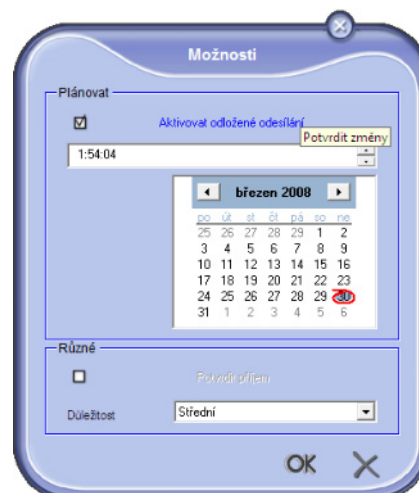 Možnosti
Plánovat
Aktivovat odložené odesílání
Potvrdit změny
1:54:04
březen 2008
po út st čt pá so ne
25 26 27 28 29 1 2
3 4 5 6 7 8 9
10 11 12 13 14 15 16
17 18 19 20 21 22 23
24 25 26 27 28 29 30
31 1 2 3 4 5 6
Různé
Potvrdit příjem
Důležitost
Střední
OK